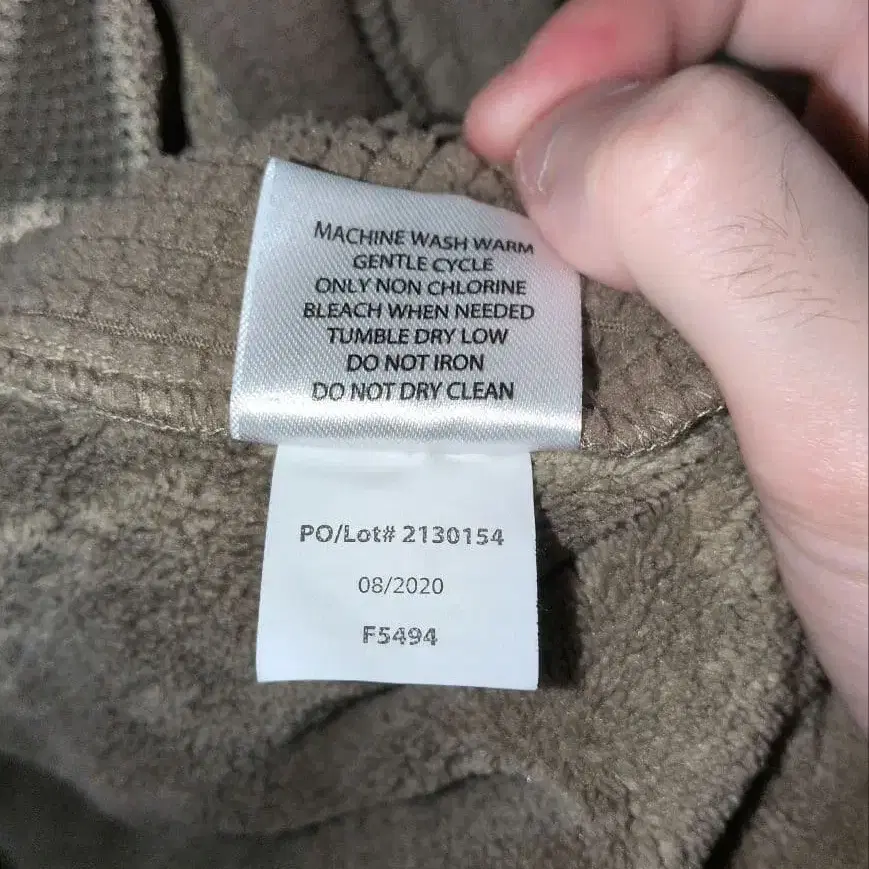 MACHINE WASH WARM
GENTLE CYCLE
ONLY NON CHLORINE
BLEACH WHEN NEEDED
TUMBLE DRY LOW
DO NOT IRON
DO NOT DRY CLEAN
PO/Lot# 2130154
08/2020
F5494